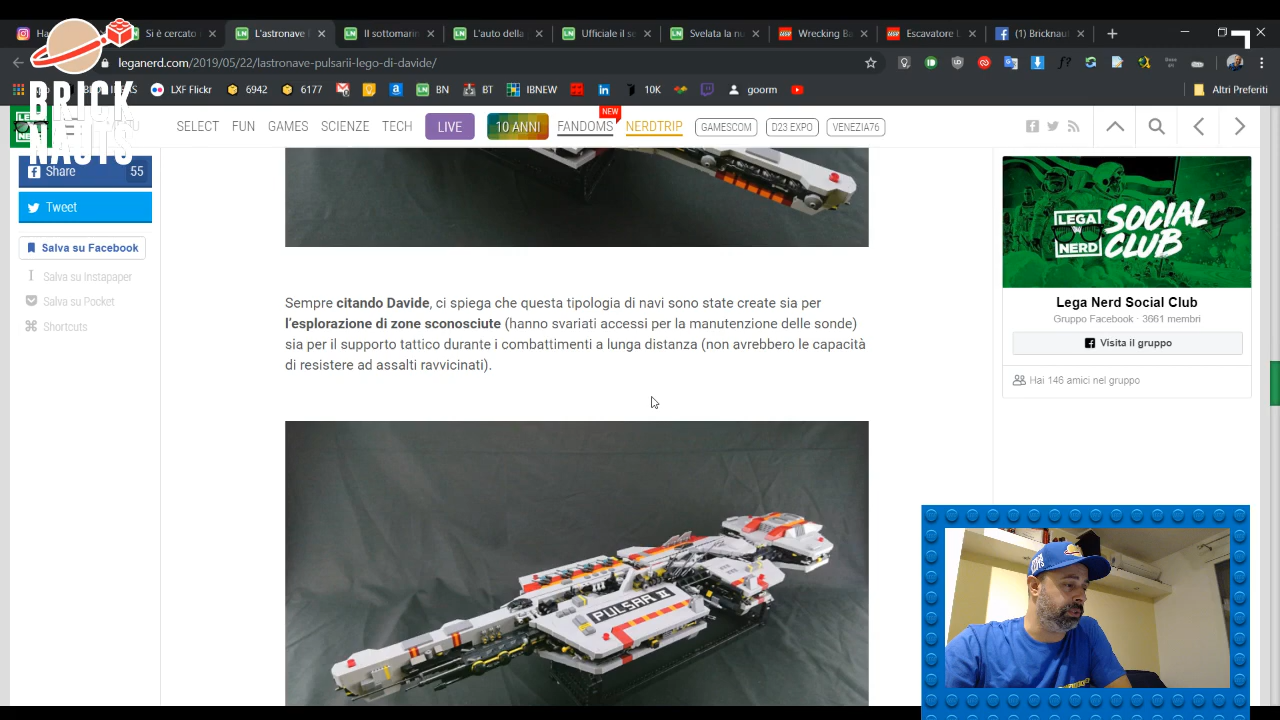 Si è cercato
L'astronave
Il sottomarin
L'auto della
Ufficiale il s
Svelata la nu
Wrecking Ba
Escavatore L
(1) Bricknaut
leganerd.com/2019/05/22/lastronave-pulsarii-lego-di-davide/
LXF Flickr
6942
6177
BN
BT
IBNEW
10K
goorm
Altri Preferiti
BRICK
NAUTS
LEGA
NERD
SELECT
FUN
GAMES
SCIENZE
TECH
LIVE
10 ANNI
FANDOMS
NEW
NERDTRIP
GAMESCOM
D23 EXPO
VENEZIA76
Share
55
Tweet
Salva su Facebook
Salva su Instapaper
Salva su Pocket
Shortcuts
Sempre citando Davide, ci spiega che questa tipologia di navi sono state create sia per
l'esplorazione di zone sconosciute (hanno svariati accessi per la manutenzione delle sonde)
sia per il supporto tattico durante i combattimenti a lunga distanza (non avrebbero le capacità
di resistere ad assalti ravvicinati).
PULSAR II
LEGA
NERD
SOCIAL
CLUB
Lega Nerd Social Club
Gruppo Facebook · 3661 membri
Visita il gruppo
Hai 146 amici nel gruppo